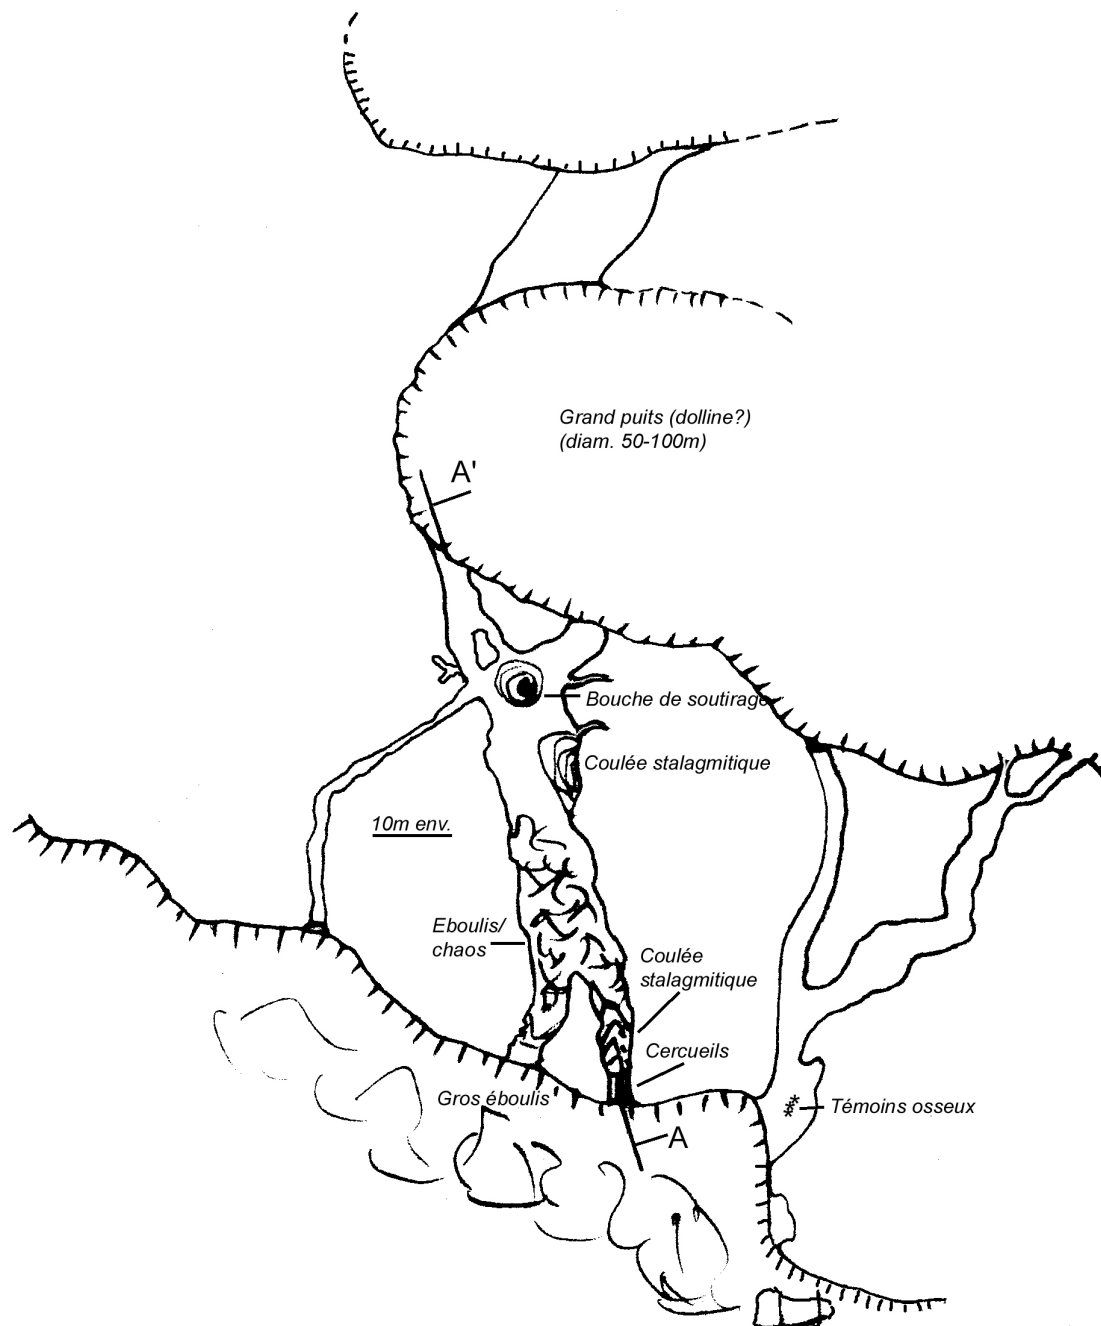 Grand puits (dolline?)
(diam. 50-100m)
A'
Bouche de soutirage
Coulée stalagmitique
10m env.
Eboulis/
chaos
Coulée
stalagmitique
Cercueils
Gros éboulis
Témoins osseux
A